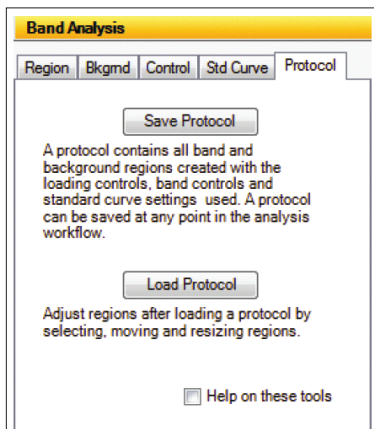 Band Analysis
Region Bkgrnd Control Std Curve Protocol
Save Protocol
A protocol contains all band and
background regions created with the
loading controls, band controls and
standard curve settings used. A protocol
can be saved at any point in the analysis
workflow.
Load Protocol
Adjust regions after loading a protocol by
selecting, moving and resizing regions.
Help on these tools